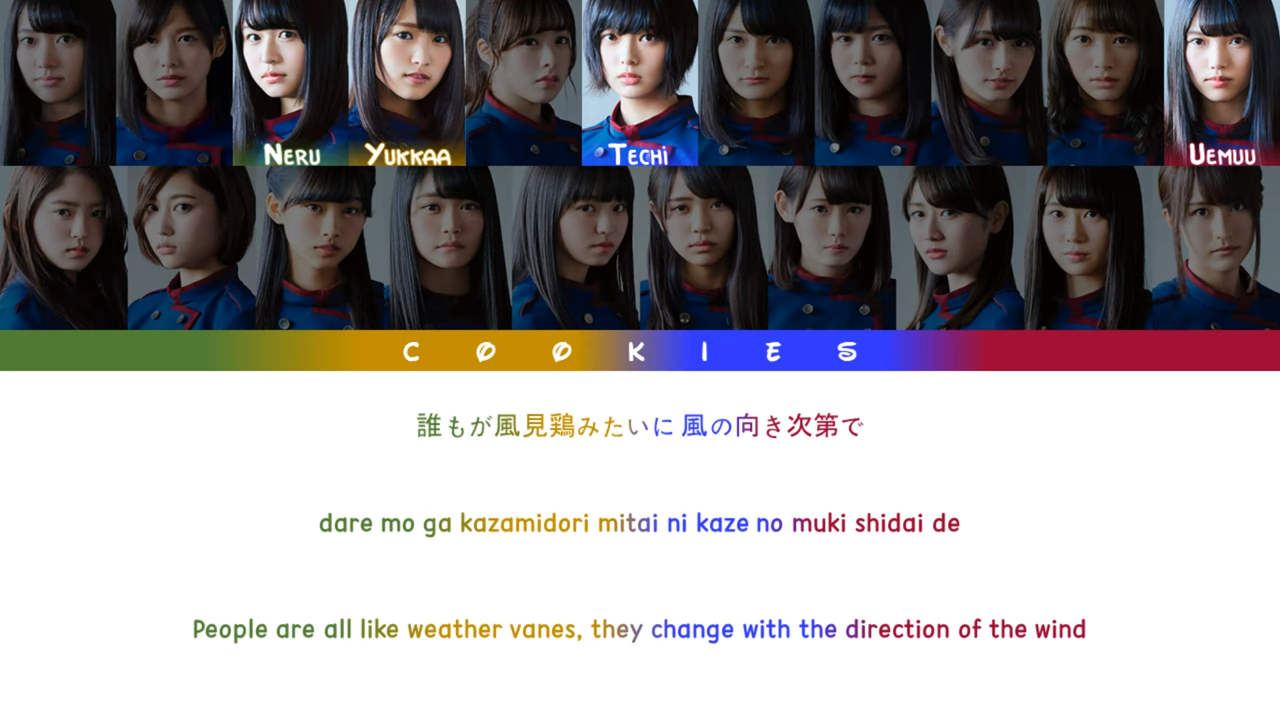 NERU YUKKAA TECHI UEMUU
COOKIES
誰もが風見鶏みたいに 風の向き次第で
dare mo ga kazamidori mitai ni kaze no muki shidai de
People are all like weather vanes, they change with the direction of the wind